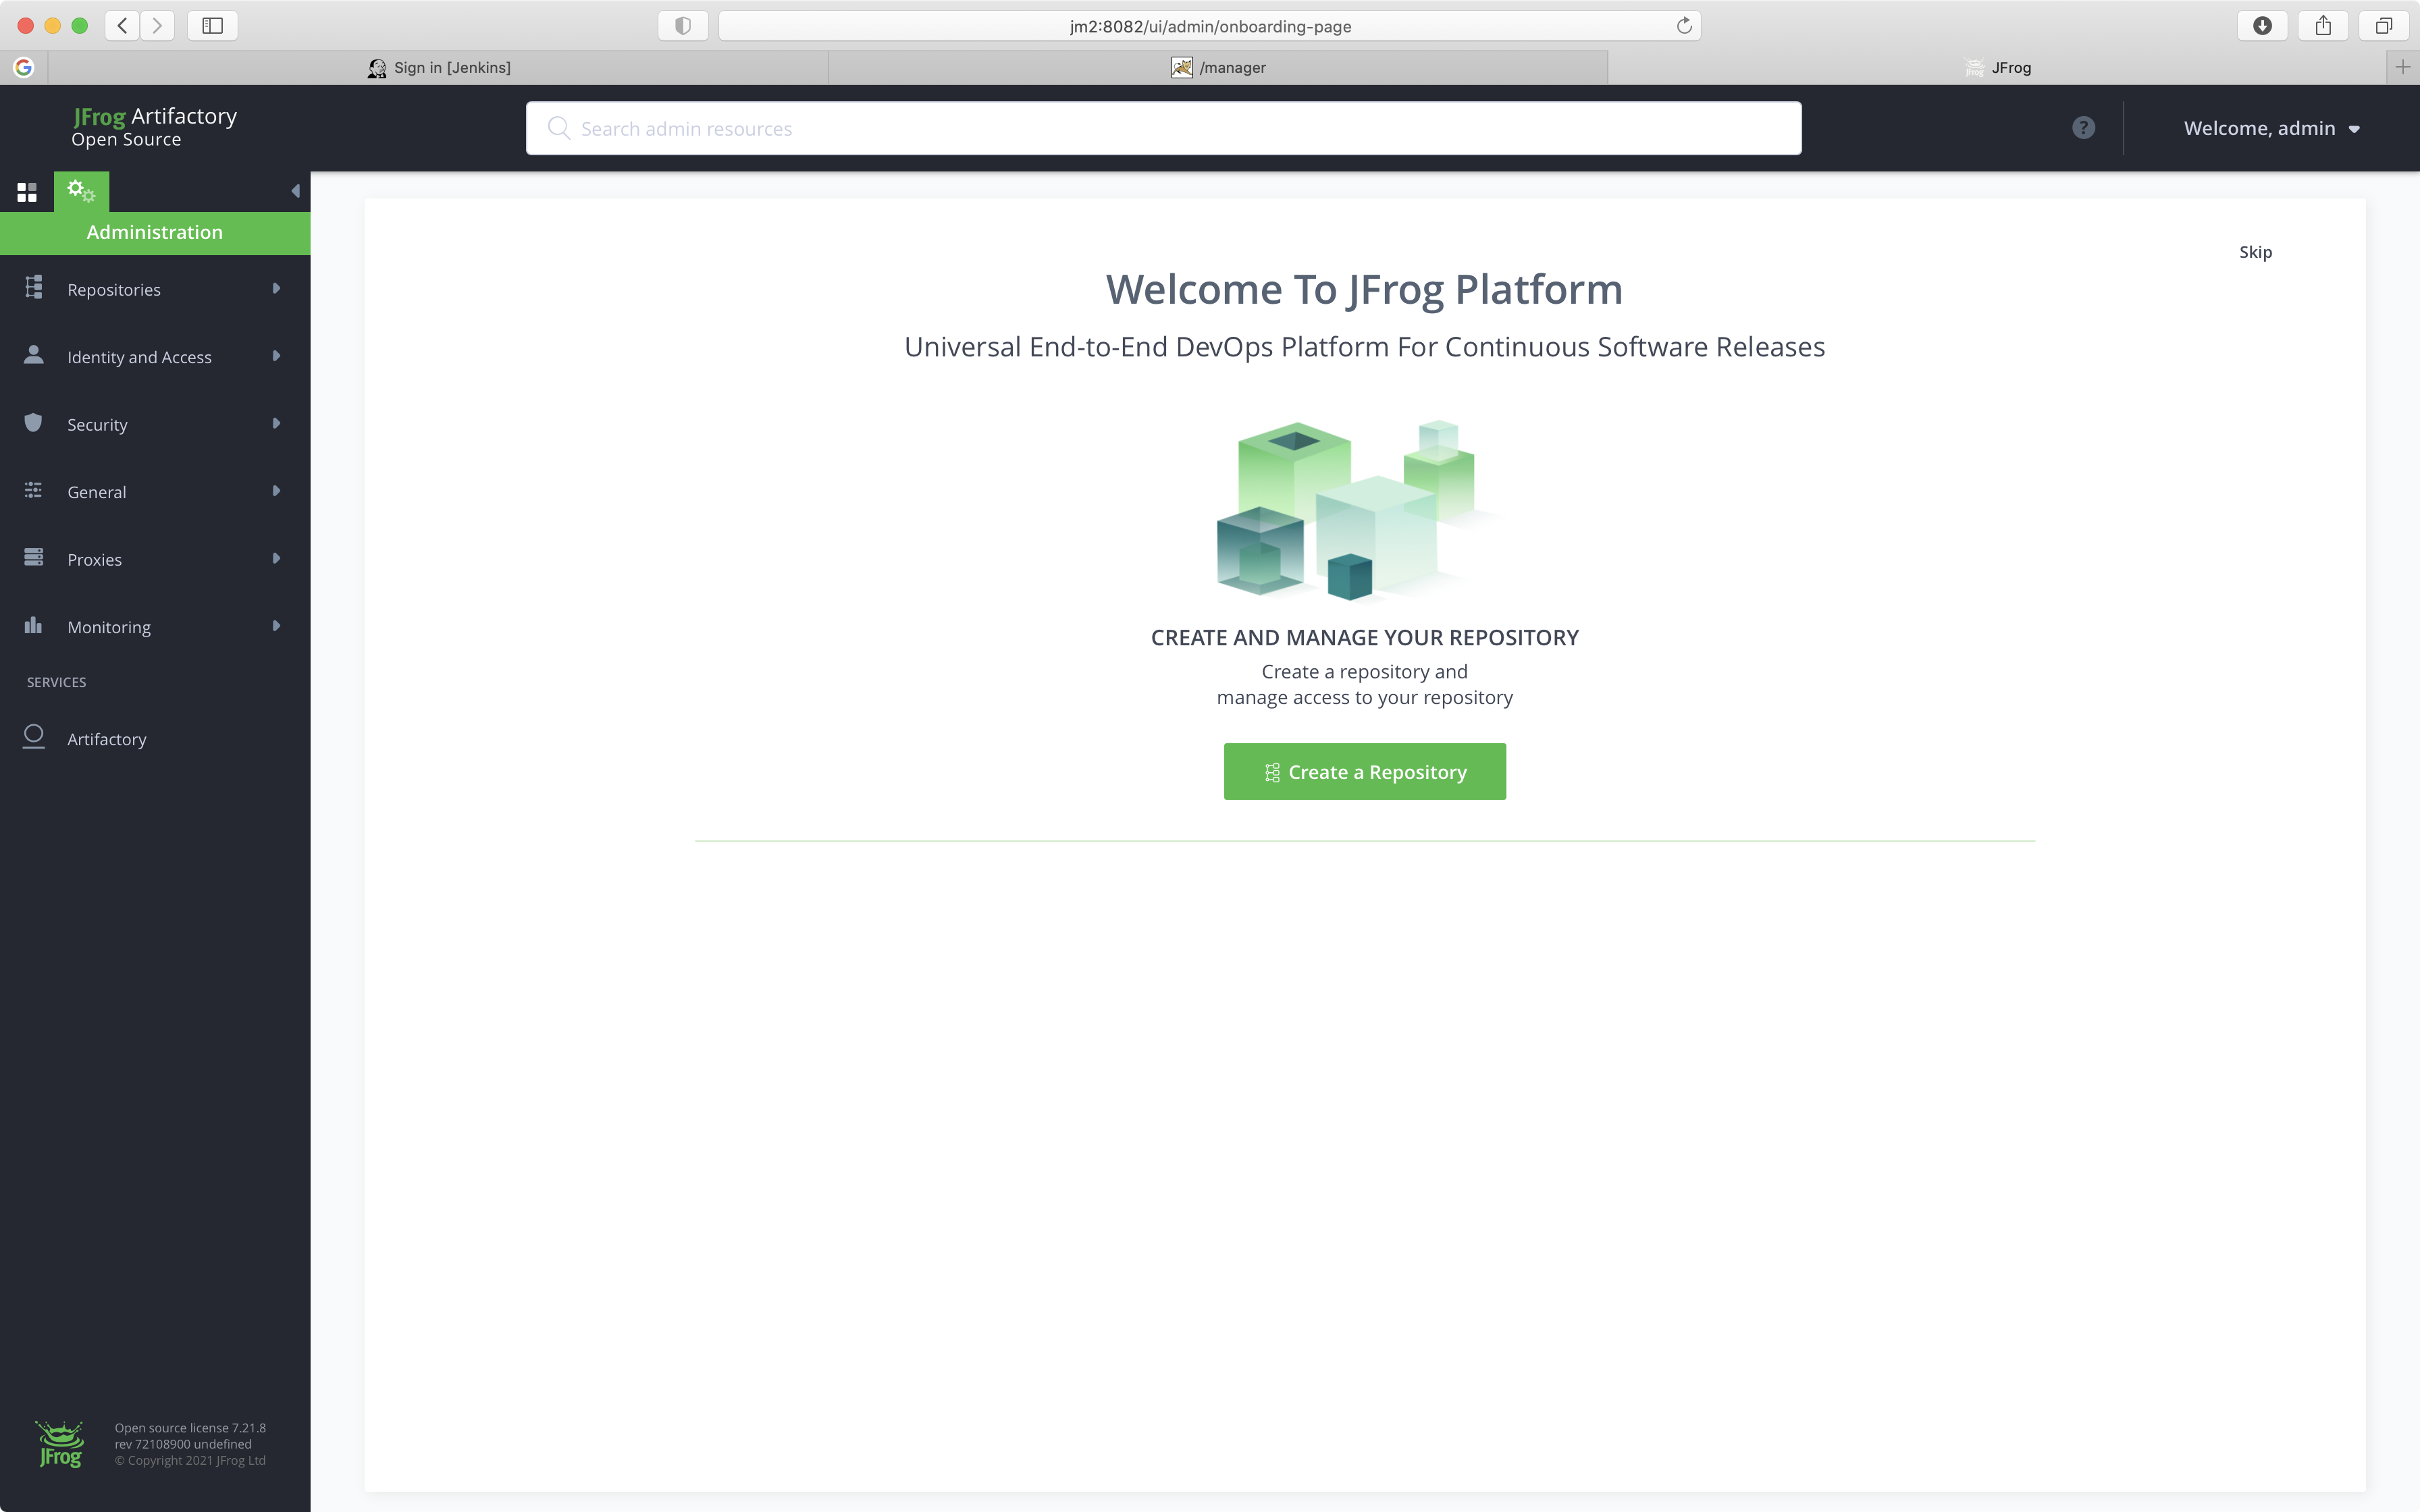 jm2:8082/ui/admin/onboarding-page
Sign in [Jenkins]
/manager
JFrog
JFrog Artifactory
Open Source
Search admin resources
?
Welcome, admin
Administration
Repositories
Identity and Access
Security
General
Proxies
Monitoring
SERVICES
Artifactory
Skip
Welcome To JFrog Platform
Universal End-to-End DevOps Platform For Continuous Software Releases
CREATE AND MANAGE YOUR REPOSITORY
Create a repository and
manage access to your repository
Create a Repository
JFrog
Open source license 7.21.8
rev 72108900 undefined
© Copyright 2021 JFrog Ltd